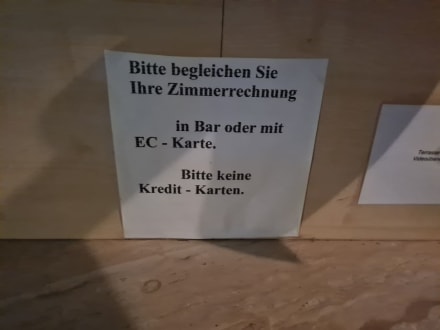 Bitte begleichen Sie
Ihre Zimmerrechnung
in Bar oder mit
EC - Karte.
Bitte keine
Kredit - Karten.